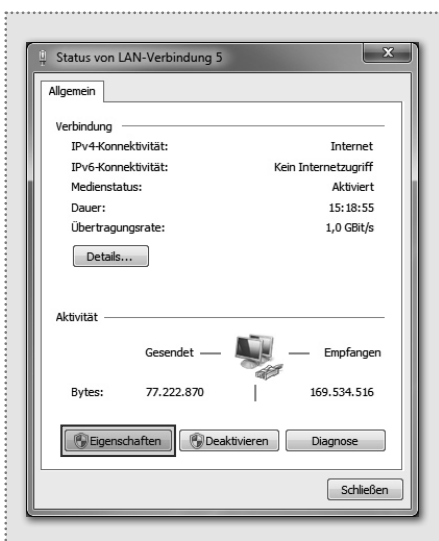 Status von LAN-Verbindung 5
Allgemein
Verbindung
IPv4-Konnektivität: Internet
IPv6-Konnektivität: Kein Internetzugriff
Medienstatus: Aktiviert
Dauer: 15:18:55
Übertragungsrate: 1,0 GBit/s
Details...
Aktivität
Gesendet Empfangen
Bytes: 77.222.870 169.534.516
Eigenschaften Deaktivieren Diagnose
Schließen